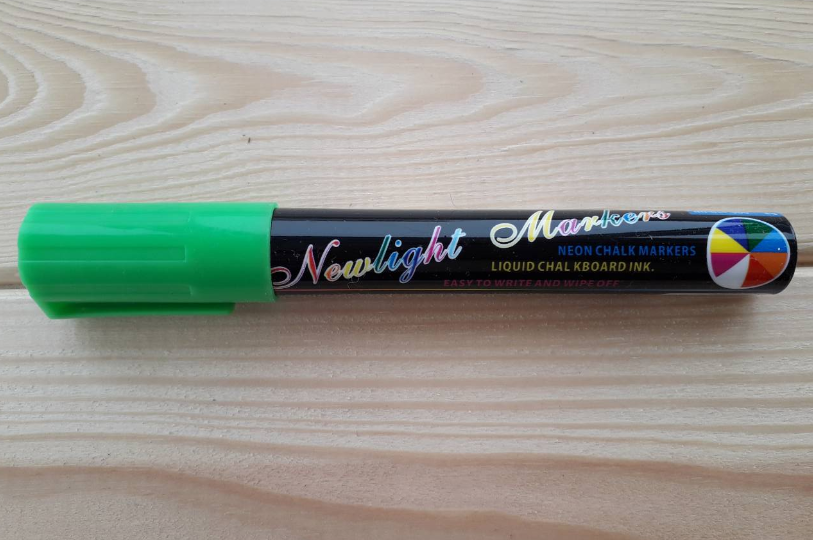 Newlight Markers
NEON CHALK MARKERS
LIQUID CHAL KBOARD INK.
EASY TO WRITE AND WIPE OFF